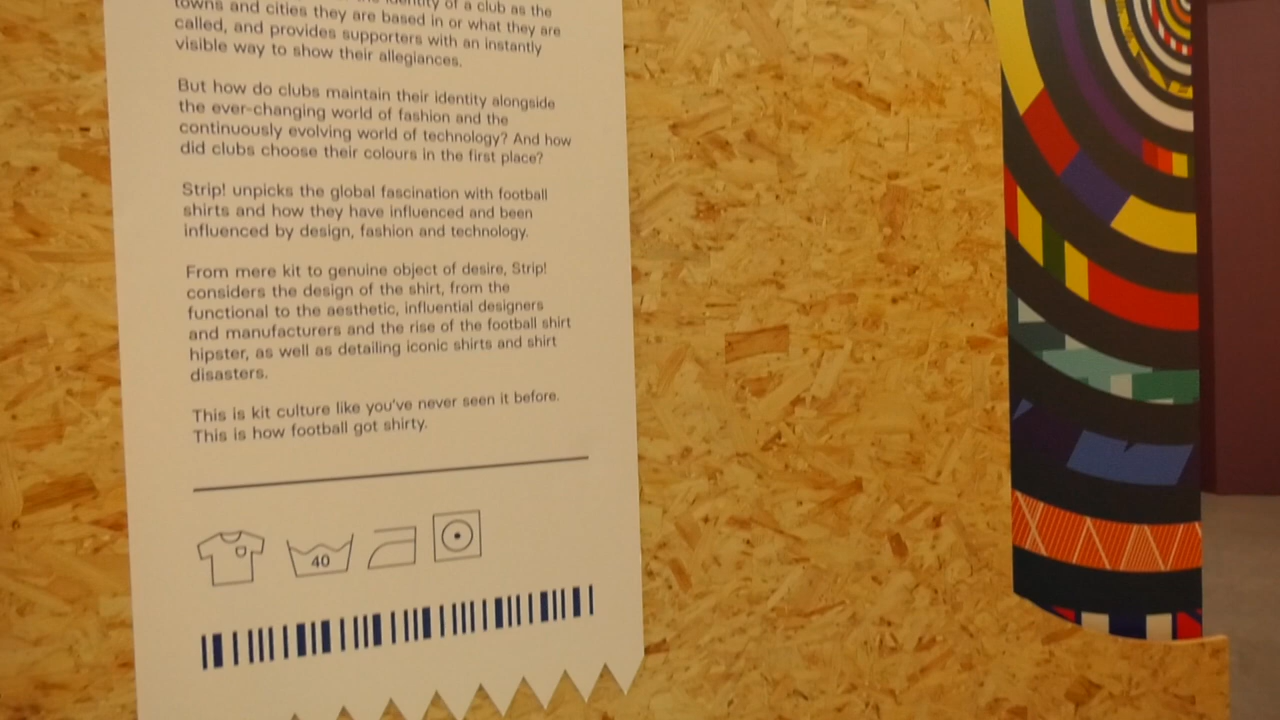 the identity of a club as the
towns and cities they are based in or what they are
called, and provides supporters with an instantly
visible way to show their allegiances.
But how do clubs maintain their identity alongside
the ever-changing world of fashion and the
continuously evolving world of technology? And how
did clubs choose their colours in the first place?
Strip! unpicks the global fascination with football
shirts and how they have influenced and been
influenced by design, fashion and technology.
From mere kit to genuine object of desire, Strip!
considers the design of the shirt, from the
functional to the aesthetic, influential designers
and manufacturers and the rise of the football shirt
hipster, as well as detailing iconic shirts and shirt
disasters.
This is kit culture like you've never seen it before.
This is how football got shirty.
40